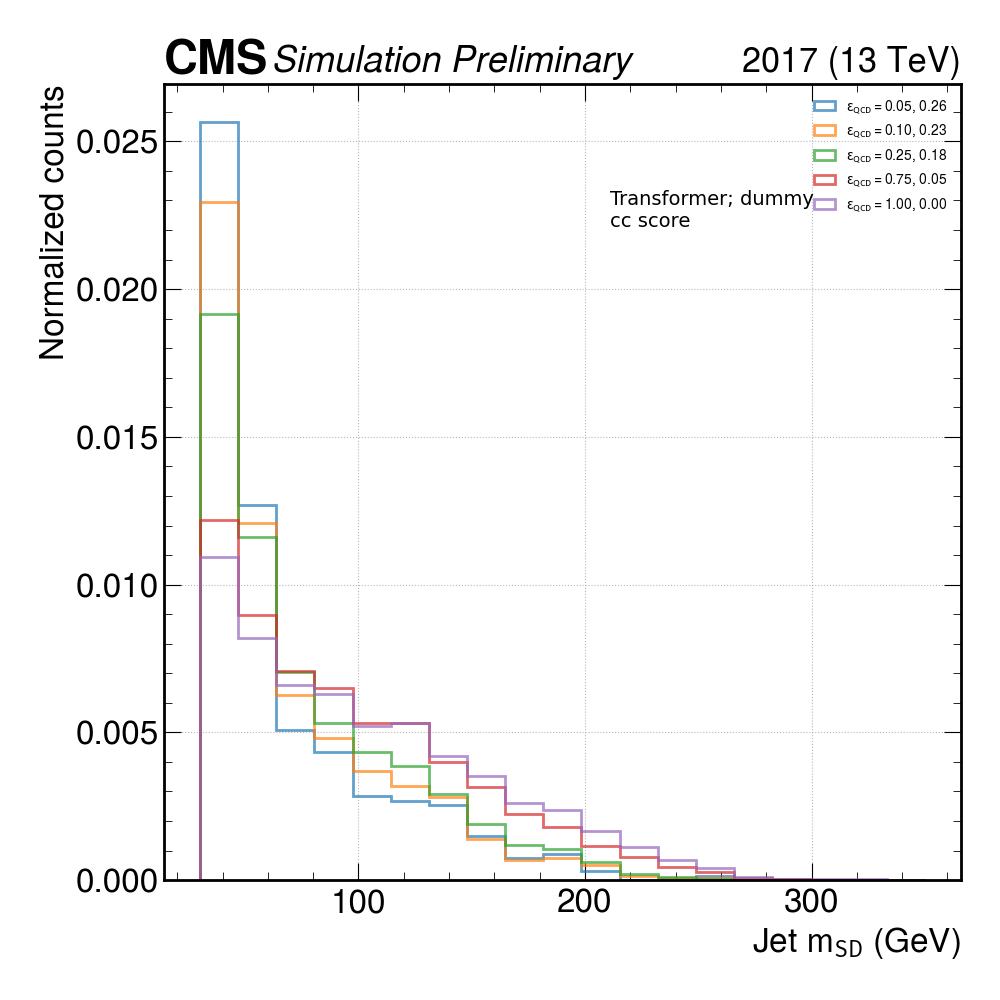 CMS Simulation Preliminary 2017 (13 TeV)
Normalized counts
0.025
0.020
0.015
0.010
0.005
0.000
ε_QCD = 0.05, 0.26
ε_QCD = 0.10, 0.23
ε_QCD = 0.25, 0.18
ε_QCD = 0.75, 0.05
ε_QCD = 1.00, 0.00
Transformer; dummy
cc score
100 200 300
Jet m_SD (GeV)